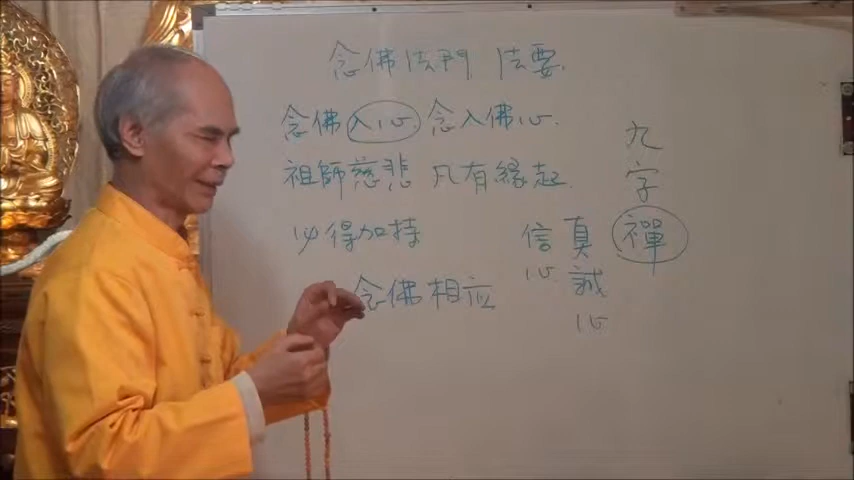 念佛法門 法要
念佛入心 念入佛心
祖師慈悲 凡有緣起
必得加持
念佛相应
信心
真誠心
九字禪